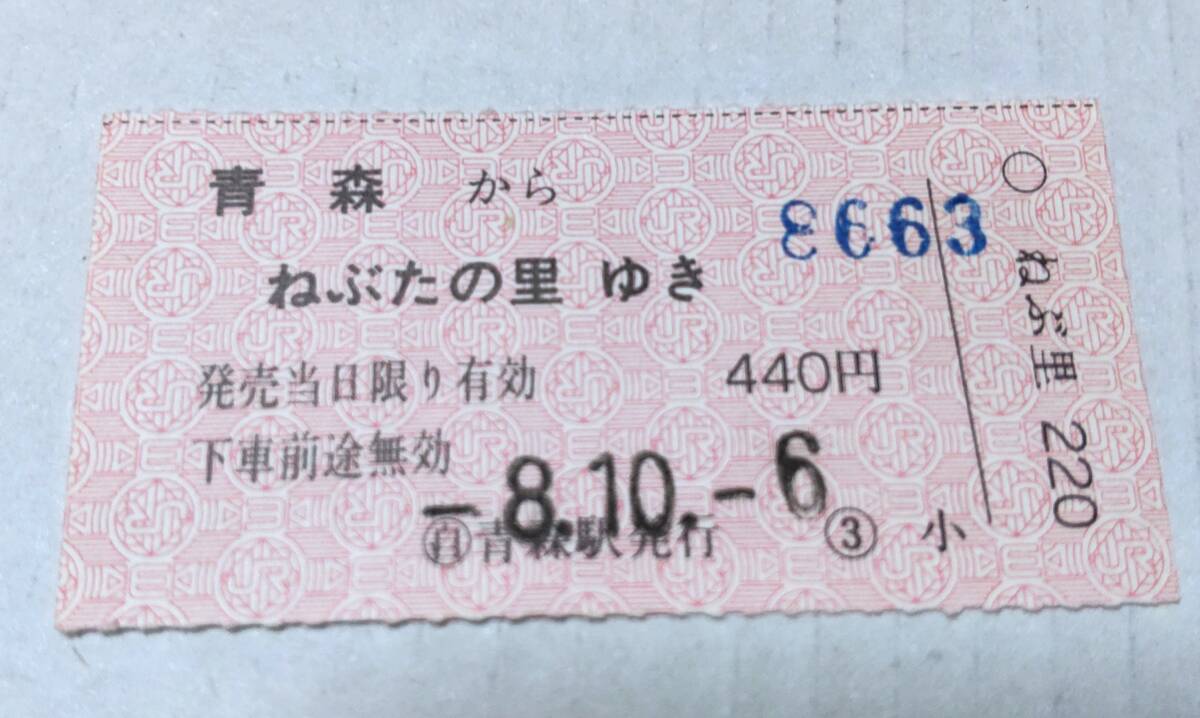 青森 から
ねぶたの里 ゆき
発売当日限り有効 440円
下車前途無効
-8.10.-6
㊂青森駅発行 ③ 小
○ ねぶ里 220